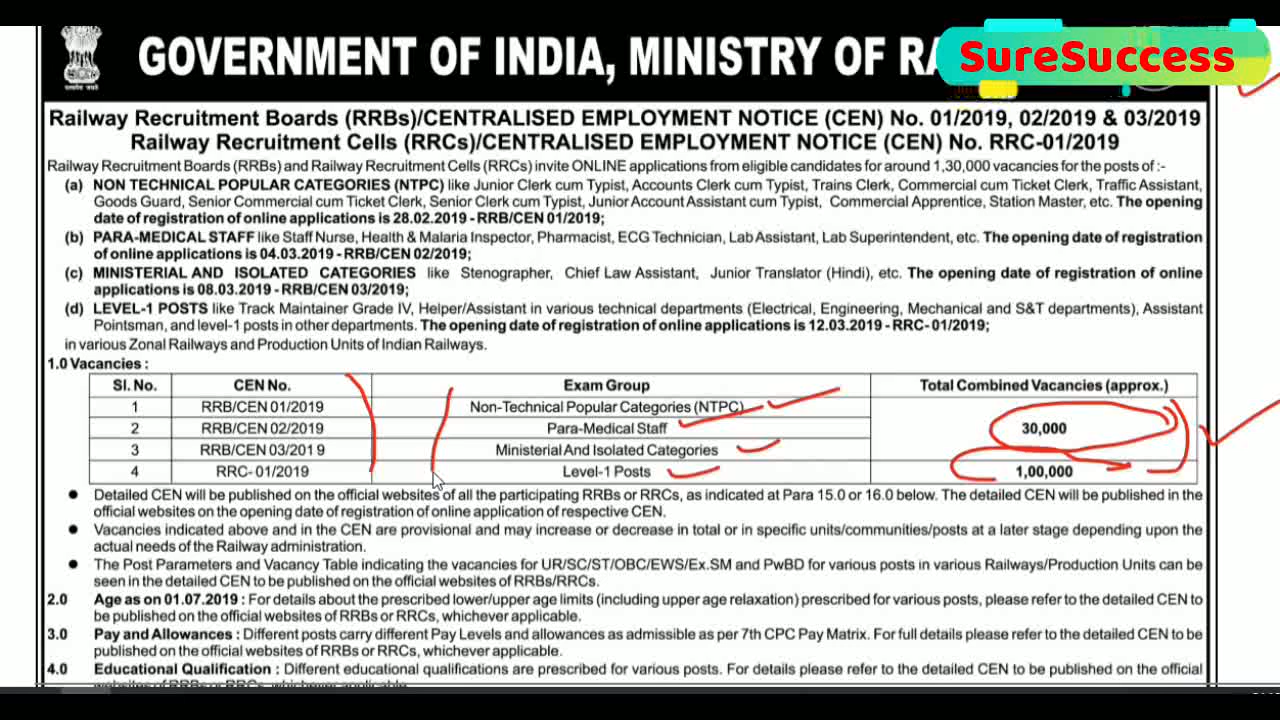 GOVERNMENT OF INDIA, MINISTRY OF RA
SureSuccess
Railway Recruitment Boards (RRBs)/CENTRALISED EMPLOYMENT NOTICE (CEN) No. 01/2019, 02/2019 & 03/2019
Railway Recruitment Cells (RRCs)/CENTRALISED EMPLOYMENT NOTICE (CEN) No. RRC-01/2019
Railway Recruitment Boards (RRBs) and Railway Recruitment Cells (RRCs) invite ONLINE applications from eligible candidates for around 1,30,000 vacancies for the posts of :-
(a) NON TECHNICAL POPULAR CATEGORIES (NTPC) like Junior Clerk cum Typist, Accounts Clerk cum Typist, Trains Clerk, Commercial cum Ticket Clerk, Traffic Assistant,
Goods Guard, Senior Commercial cum Ticket Clerk, Senior Clerk cum Typist, Junior Account Assistant cum Typist, Commercial Apprentice, Station Master, etc. The opening
date of registration of online applications is 28.02.2019 - RRB/CEN 01/2019;
(b) PARA-MEDICAL STAFF like Staff Nurse, Health & Malaria Inspector, Pharmacist, ECG Technician, Lab Assistant, Lab Superintendent, etc. The opening date of registration
of online applications is 04.03.2019 - RRB/CEN 02/2019;
(c) MINISTERIAL AND ISOLATED CATEGORIES like Stenographer, Chief Law Assistant, Junior Translator (Hindi), etc. The opening date of registration of online
applications is 08.03.2019 - RRB/CEN 03/2019;
(d) LEVEL-1 POSTS like Track Maintainer Grade IV, Helper/Assistant in various technical departments (Electrical, Engineering, Mechanical and S&T departments), Assistant
Pointsman, and level-1 posts in other departments. The opening date of registration of online applications is 12.03.2019 - RRC- 01/2019;
in various Zonal Railways and Production Units of Indian Railways.
1.0 Vacancies :
Sl. No. CEN No. Exam Group Total Combined Vacancies (approx.)
1 RRB/CEN 01/2019 Non-Technical Popular Categories (NTPC)
2 RRB/CEN 02/2019 Para-Medical Staff 30,000
3 RRB/CEN 03/2019 Ministerial And Isolated Categories
4 RRC- 01/2019 Level-1 Posts 1,00,000
● Detailed CEN will be published on the official websites of all the participating RRBs or RRCs, as indicated at Para 15.0 or 16.0 below. The detailed CEN will be published in the
official websites on the opening date of registration of online application of respective CEN.
● Vacancies indicated above and in the CEN are provisional and may increase or decrease in total or in specific units/communities/posts at a later stage depending upon the
actual needs of the Railway administration.
● The Post Parameters and Vacancy Table indicating the vacancies for UR/SC/ST/OBC/EWS/Ex.SM and PwBD for various posts in various Railways/Production Units can be
seen in the detailed CEN to be published on the official websites of RRBs/RRCs.
2.0 Age as on 01.07.2019 : For details about the prescribed lower/upper age limits (including upper age relaxation) prescribed for various posts, please refer to the detailed CEN to
be published on the official websites of RRBs or RRCs, whichever applicable.
3.0 Pay and Allowances : Different posts carry different Pay Levels and allowances as admissible as per 7th CPC Pay Matrix. For full details please refer to the detailed CEN to be
published on the official websites of RRBs or RRCs, whichever applicable.
4.0 Educational Qualification : Different educational qualifications are prescribed for various posts. For details please refer to the detailed CEN to be published on the official
websites of RRBs or RRCs, whichever applicable.